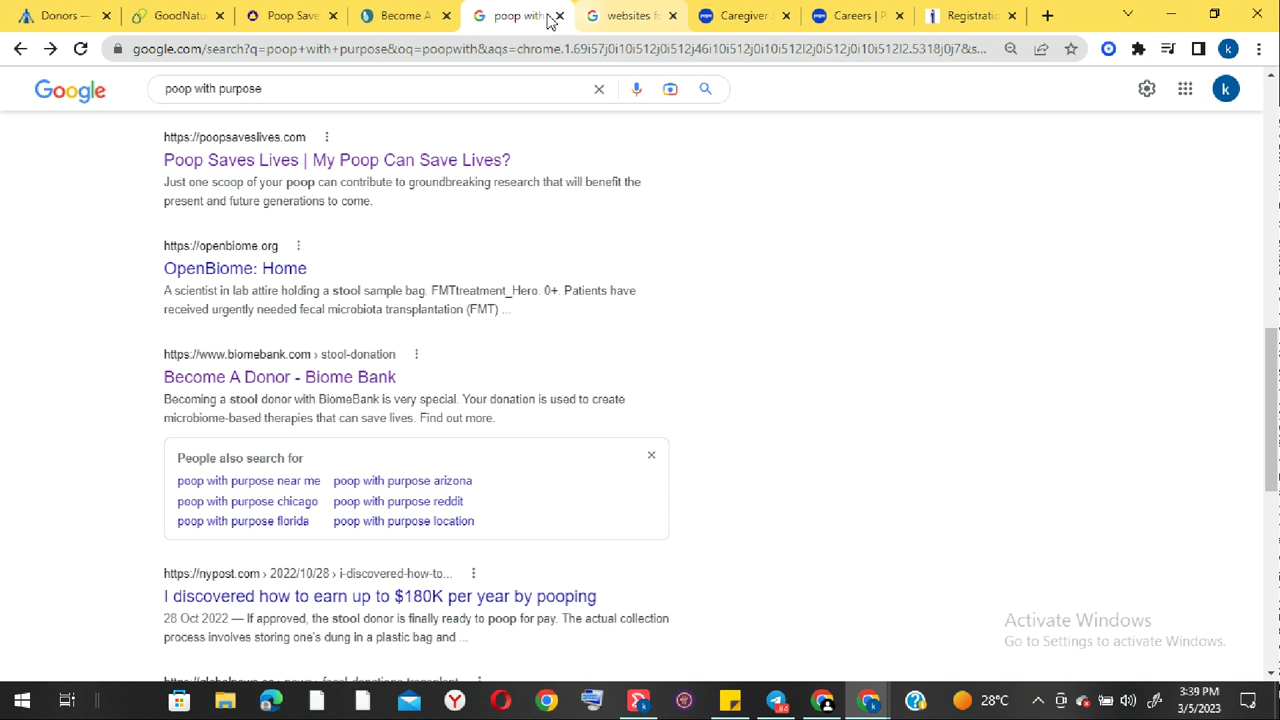 Donors —
GoodNatu
Poop Save
Become A
poop with
websites fo
Caregiver J
Careers | P
Registratio
google.com/search?q=poop+with+purpose&oq=poopwith&aqs=chrome.1.69i57j0i10i512j0i512j46i10i512j0i10i512j0i10i512l2j0i512j0i10i512l2.5318j0j7&s...
k
Google
poop with purpose
k
https://poopsaveslives.com
Poop Saves Lives | My Poop Can Save Lives?
Just one scoop of your poop can contribute to groundbreaking research that will benefit the
present and future generations to come.
https://openbiome.org
OpenBiome: Home
A scientist in lab attire holding a stool sample bag. FMTtreatment_Hero. 0+. Patients have
received urgently needed fecal microbiota transplantation (FMT) ...
https://www.biomebank.com › stool-donation
Become A Donor - Biome Bank
Becoming a stool donor with BiomeBank is very special. Your donation is used to create
microbiome-based therapies that can save lives. Find out more.
People also search for
poop with purpose near me poop with purpose arizona
poop with purpose chicago poop with purpose reddit
poop with purpose florida poop with purpose location
https://nypost.com › 2022/10/28 › i-discovered-how-to...
I discovered how to earn up to $180K per year by pooping
28 Oct 2022 — If approved, the stool donor is finally ready to poop for pay. The actual collection
process involves storing one's dung in a plastic bag and ...
Activate Windows
Go to Settings to activate Windows.
28°C
3:39 PM
3/5/2023